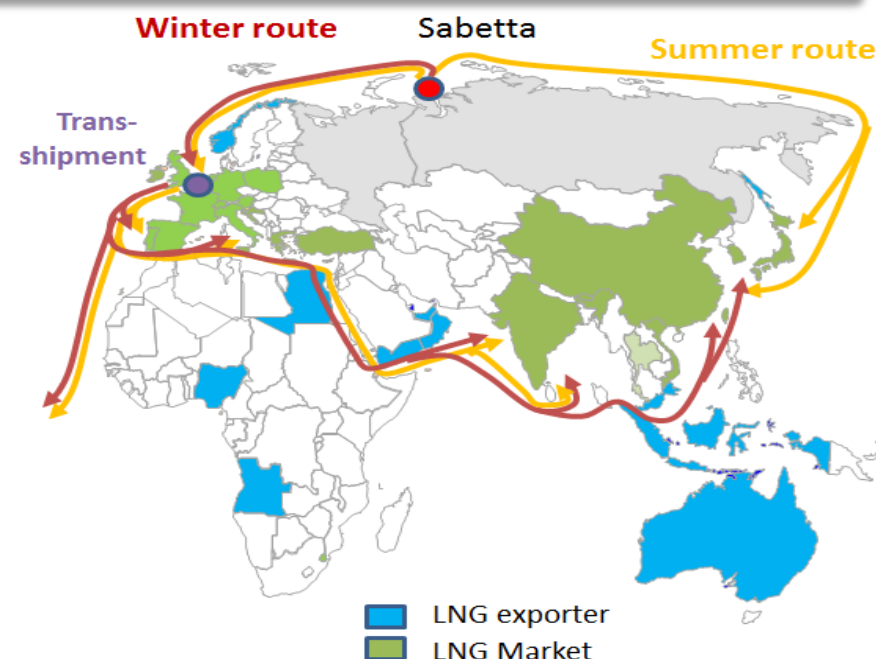 Winter route
Sabetta
Summer route
Trans-
shipment
LNG exporter
LNG Market